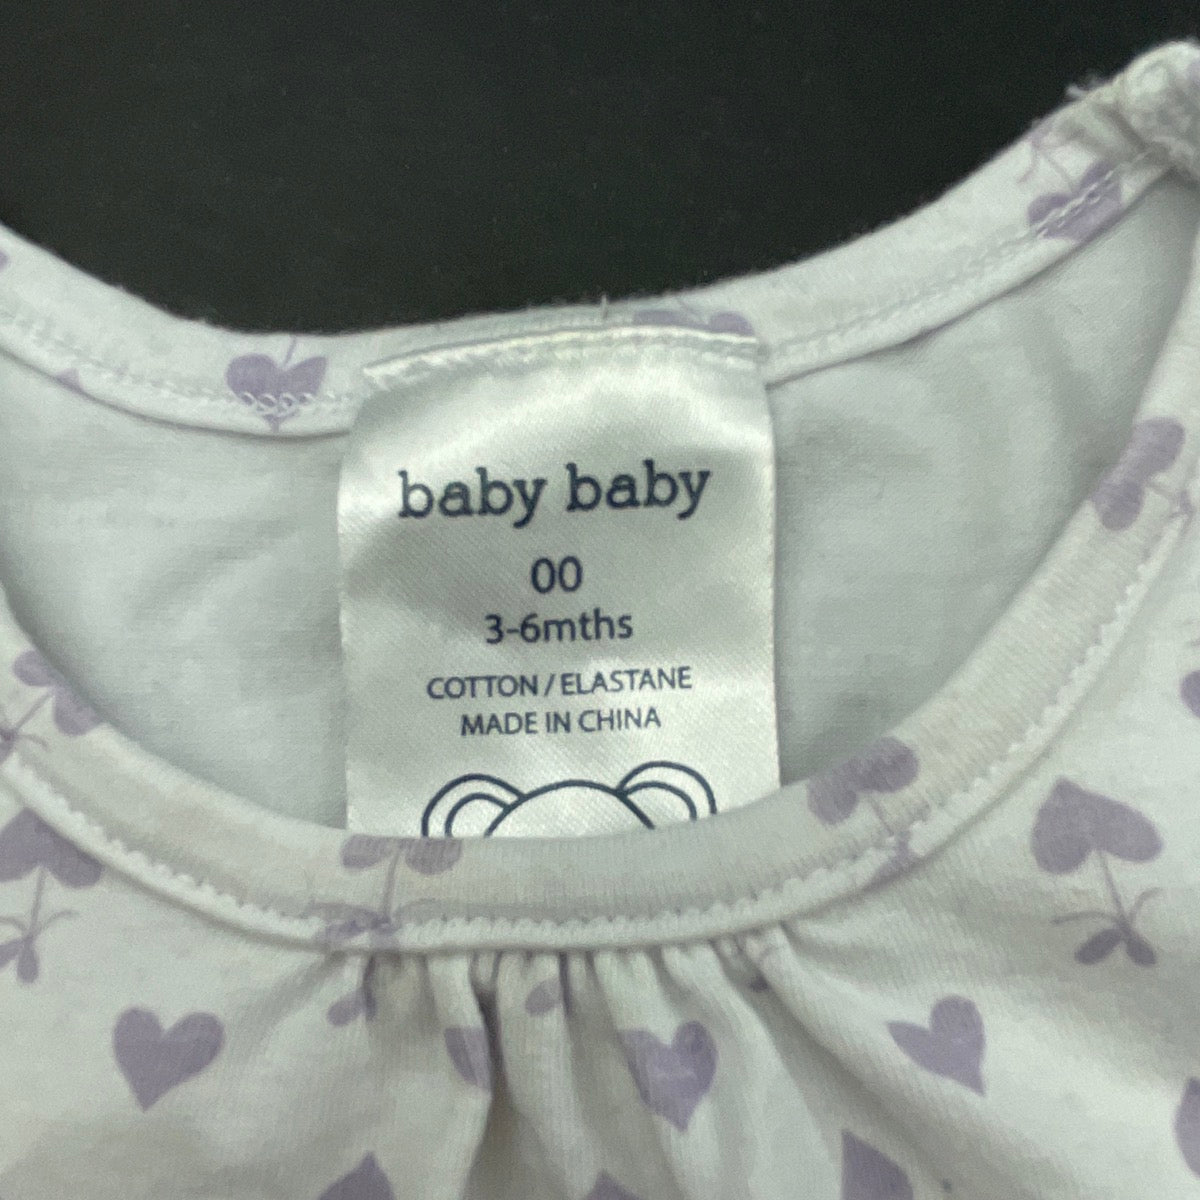 baby baby
00
3-6mths
COTTON / ELASTANE
MADE IN CHINA